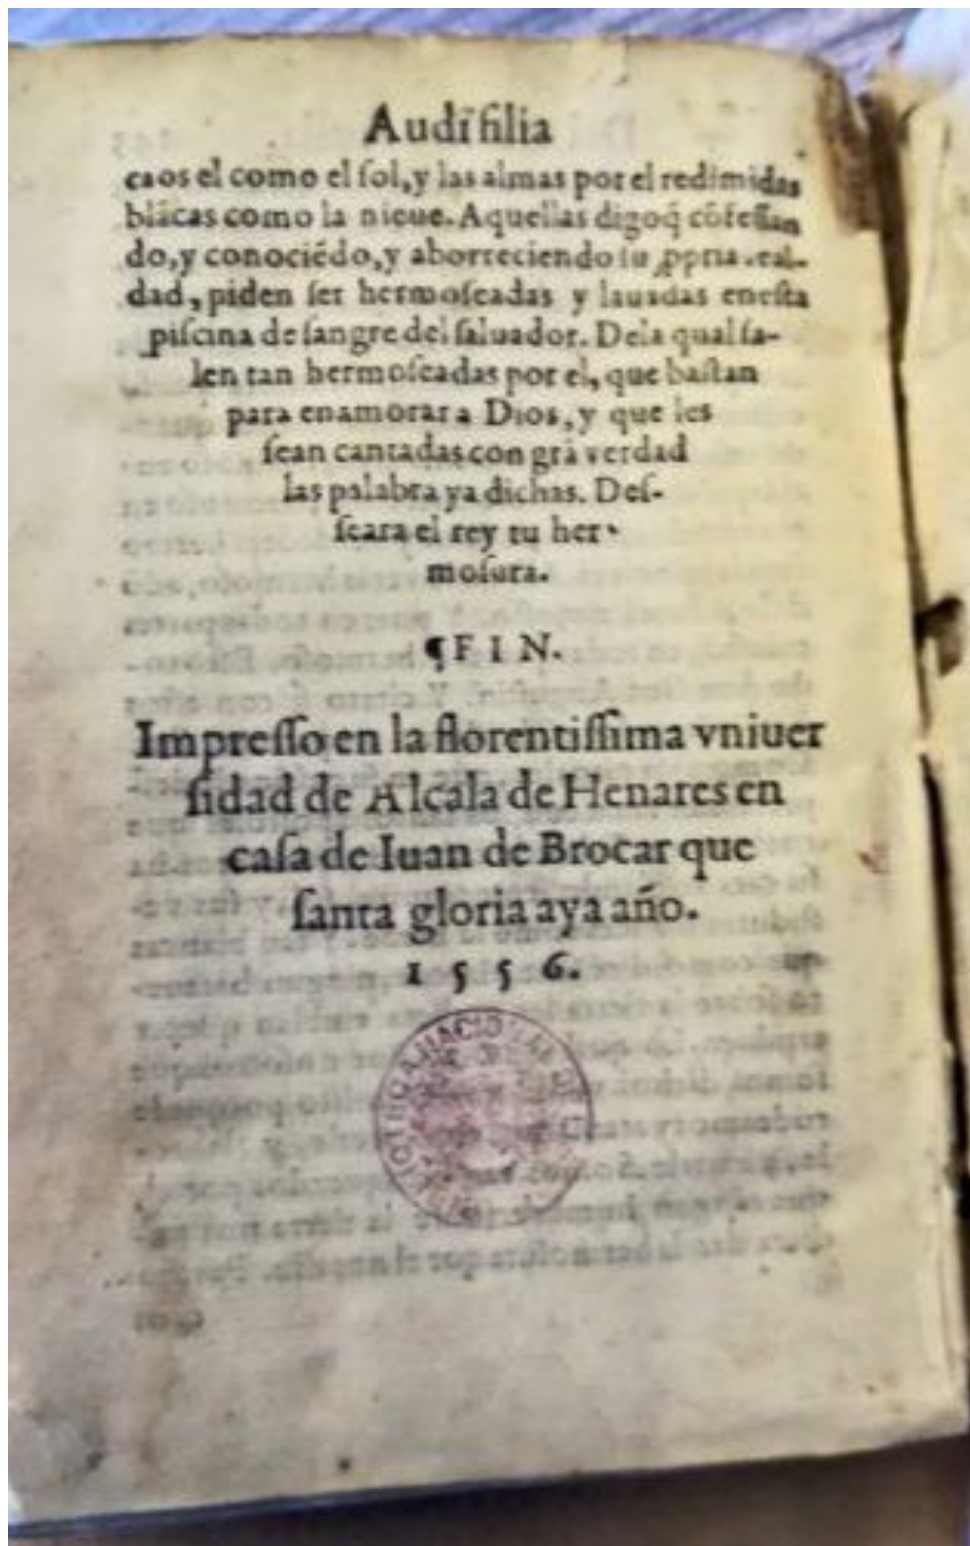 Audĩ filia
caos el como el ſol, y las almas por el redimidas
blācas como la nieue. Aquellas digo q̃ cōfeſſan
do, y conociēdo, y aborreciendo ſu ꝓpria feal-
dad, piden ſer hermoſeadas y lauadas eneſta
piſcina de ſangre del ſaluador. Dela qual ſa-
len tan hermoſeadas por el, que baſtan
para enamorar a Dios, y que les
ſean cantadas con grā verdad
las palabra ya dichas. Deſ-
ſeara el rey tu her-
moſura.
¶FIN.
Impreſſo en la florentiſſima vniuer
ſidad de Alcala de Henares en
caſa de Iuan de Brocar que
ſanta gloria aya año.
1556.